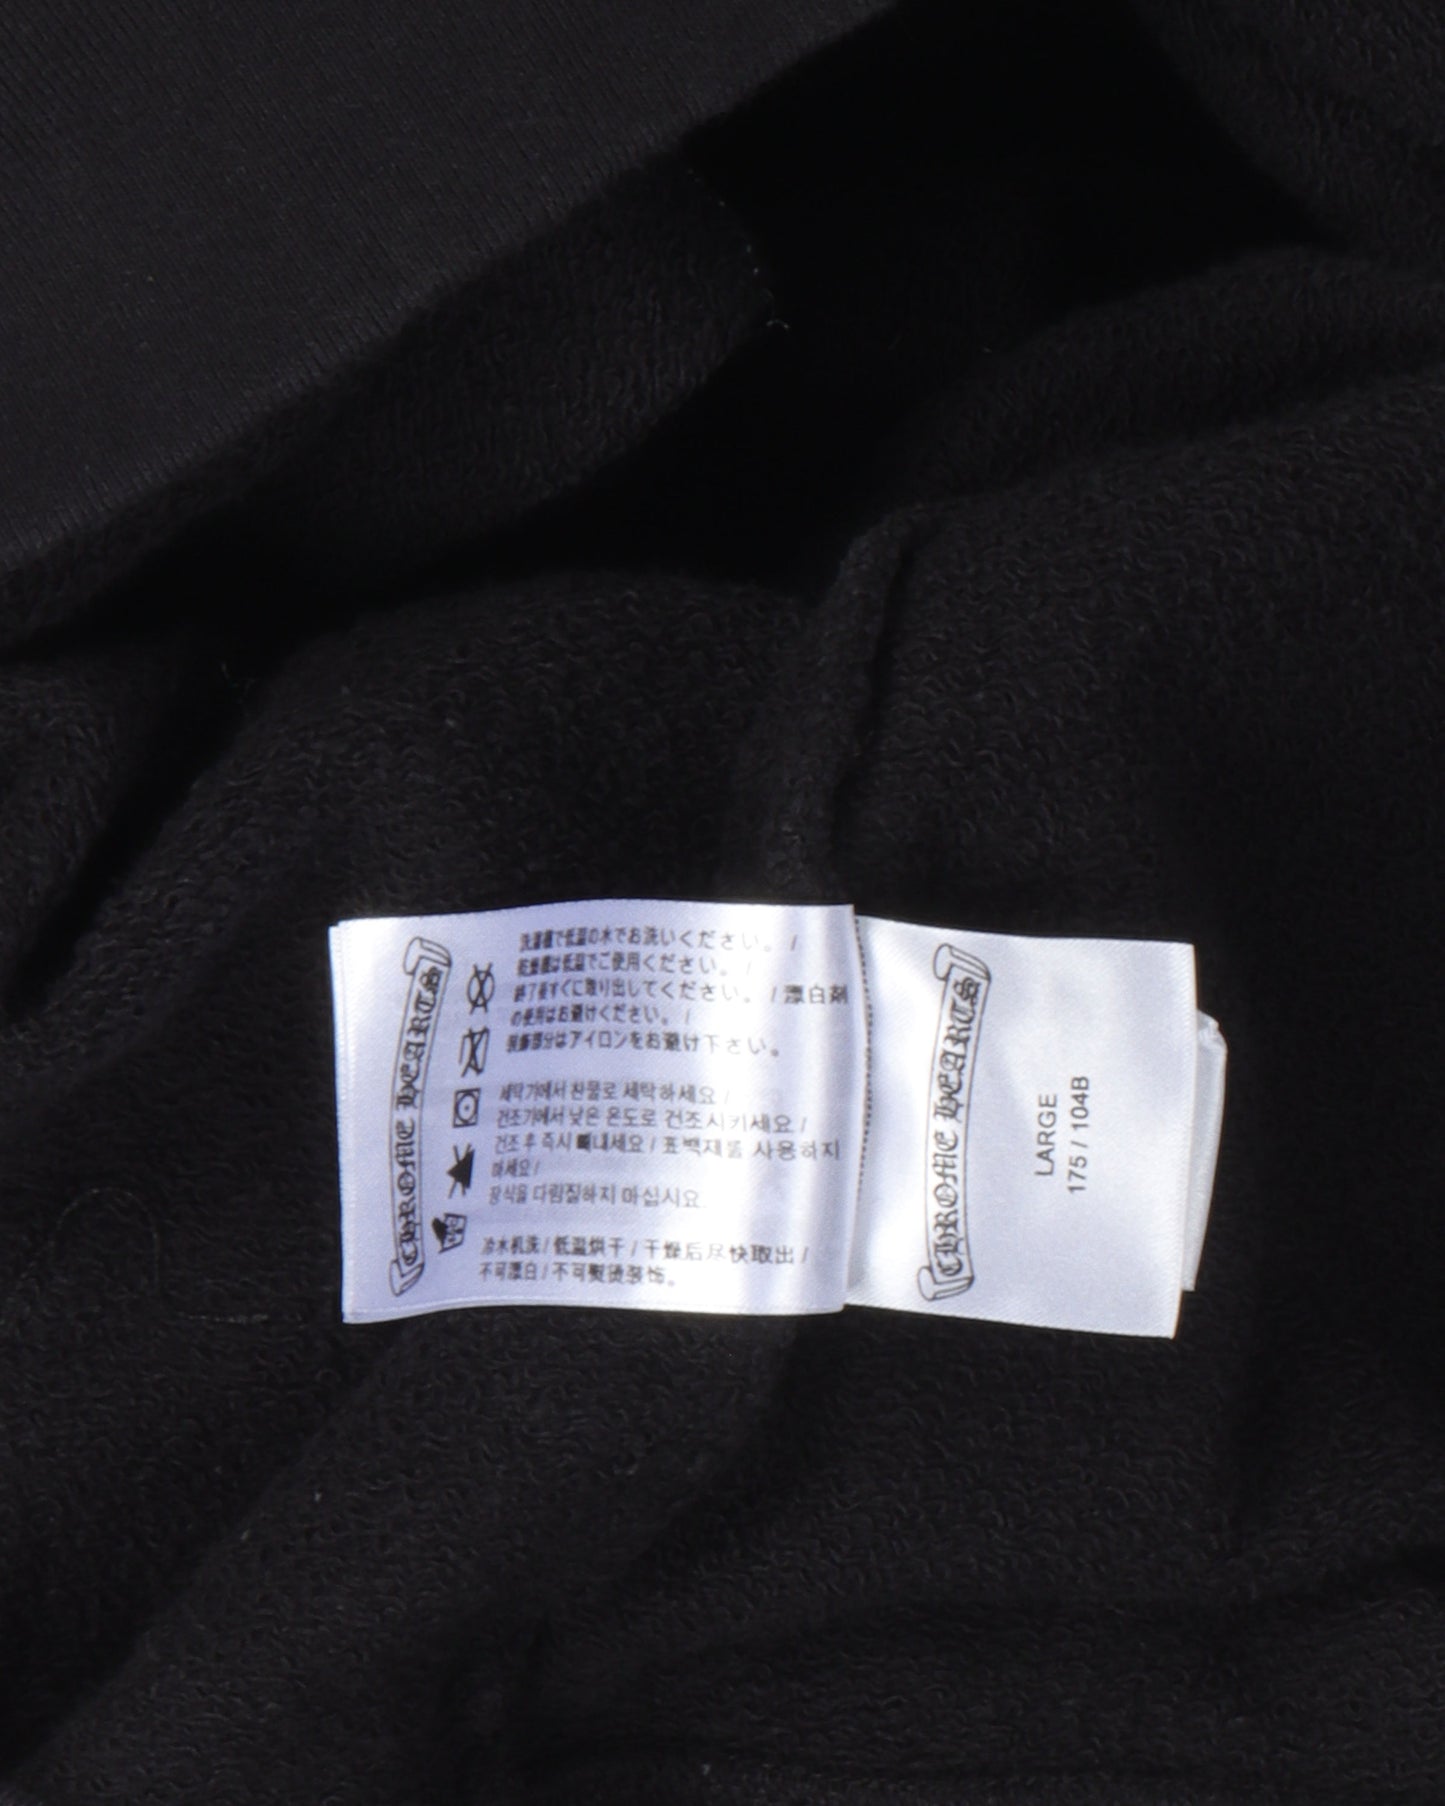 CHROME HEARTS
洗濯機で低温の水でお洗いください。 /
乾燥機は低温でご使用ください。 /
終了後すぐに取り出してください。 / 漂白剤
の使用はお避けください。 /
装飾部分はアイロンをお避け下さい。
세탁기에서 찬물로 세탁하세요 /
건조기에서 낮은 온도로 건조 시키세요 /
건조 후 즉시 빼내세요 / 표백제를 사용하지
마세요 /
장식을 다림질하지 마십시요.
冷水机洗 / 低温烘干 / 干燥后尽快取出 /
不可漂白 / 不可熨烫装饰。
CHROME HEARTS
LARGE
175 / 104B